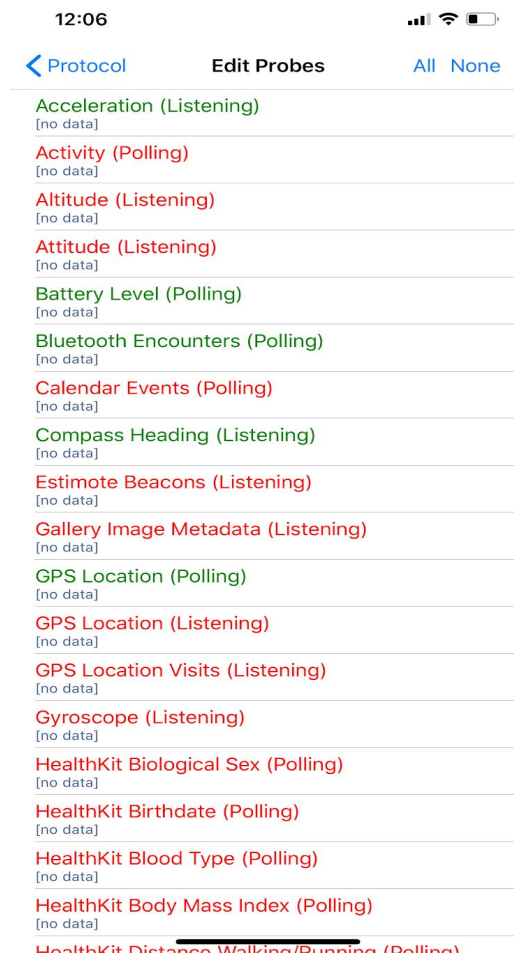 12:06
Protocol
Edit Probes
All None
Acceleration (Listening)
[no data]
Activity (Polling)
[no data]
Altitude (Listening)
[no data]
Attitude (Listening)
[no data]
Battery Level (Polling)
[no data]
Bluetooth Encounters (Polling)
[no data]
Calendar Events (Polling)
[no data]
Compass Heading (Listening)
[no data]
Estimote Beacons (Listening)
[no data]
Gallery Image Metadata (Listening)
[no data]
GPS Location (Polling)
[no data]
GPS Location (Listening)
[no data]
GPS Location Visits (Listening)
[no data]
Gyroscope (Listening)
[no data]
HealthKit Biological Sex (Polling)
[no data]
HealthKit Birthdate (Polling)
[no data]
HealthKit Blood Type (Polling)
[no data]
HealthKit Body Mass Index (Polling)
[no data]
HealthKit Distance Walking/Running (Polling)